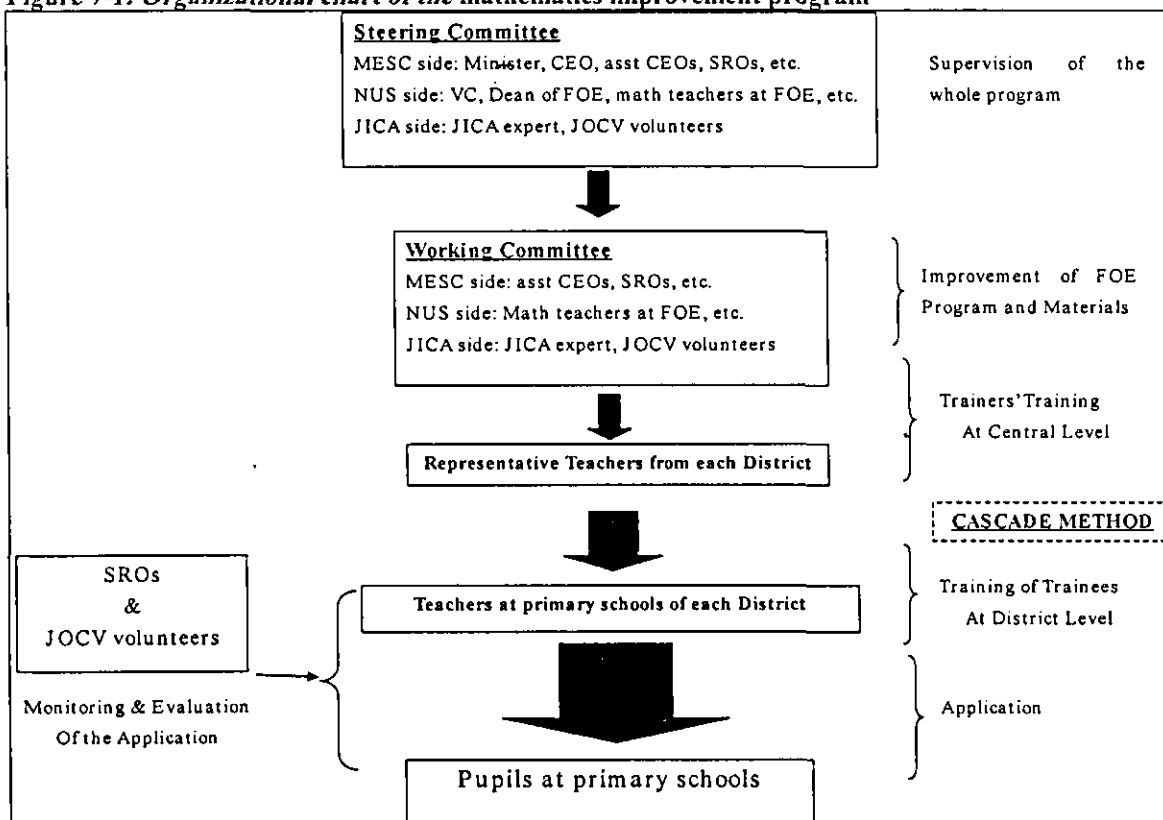 Figure 7-1: Organizational chart of the mathematics improvement program
Steering Committee
MESC side: Minister, CEO, asst CEOs, SROs, etc.
NUS side: VC, Dean of FOE, math teachers at FOE, etc.
JICA side: JICA expert, JOCV volunteers
Supervision of the
whole program
Working Committee
MESC side: asst CEOs, SROs, etc.
NUS side: Math teachers at FOE, etc.
JICA side: JICA expert, JOCV volunteers
Improvement of FOE
Program and Materials
Trainers' Training
At Central Level
Representative Teachers from each District
CASCADE METHOD
SROs
&
JOCV volunteers
Teachers at primary schools of each District
Training of Trainees
At District Level
Monitoring & Evaluation
Of the Application
Application
Pupils at primary schools